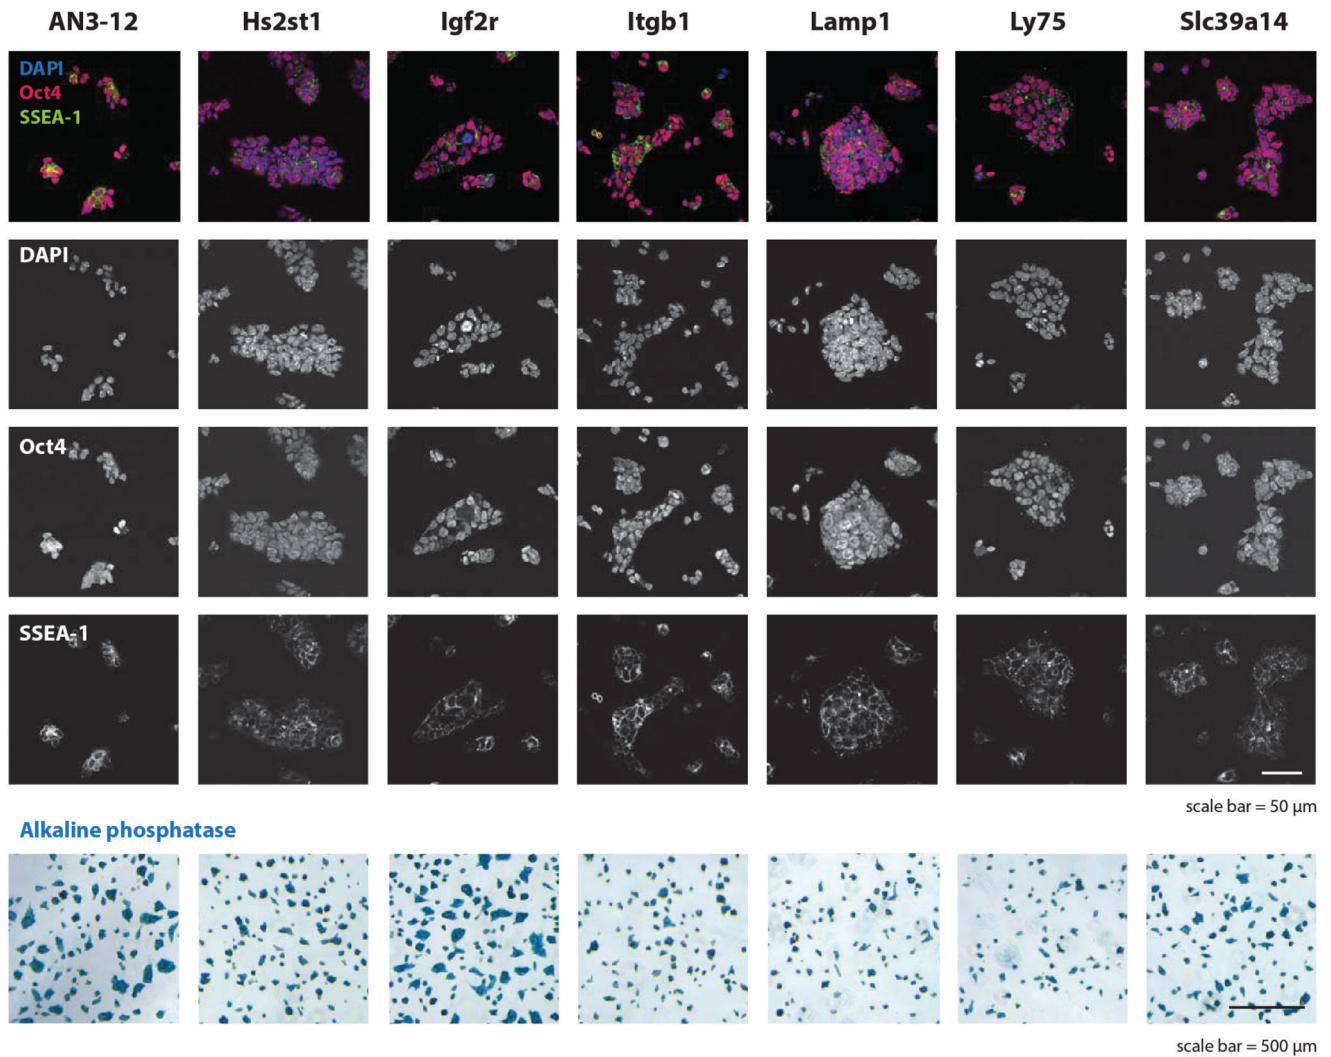 AN3-12 Hs2st1 Igf2r Itgb1 Lamp1 Ly75 Slc39a14
DAPI
Oct4
SSEA-1
DAPI
Oct4
SSEA-1
scale bar = 50 µm
Alkaline phosphatase
scale bar = 500 µm